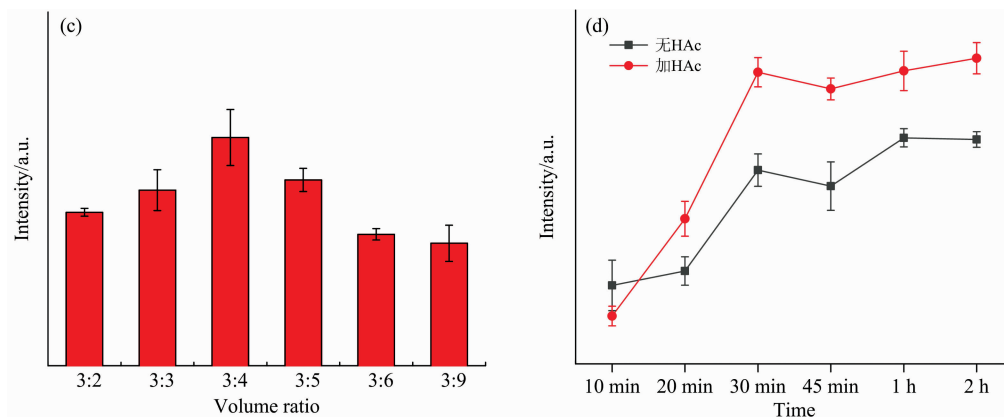 (c)
Intensity/a.u.
3:2
3:3
3:4
3:5
3:6
3:9
Volume ratio
(d)
无HAc
加HAc
Intensity/a.u.
10 min
20 min
30 min
45 min
1 h
2 h
Time